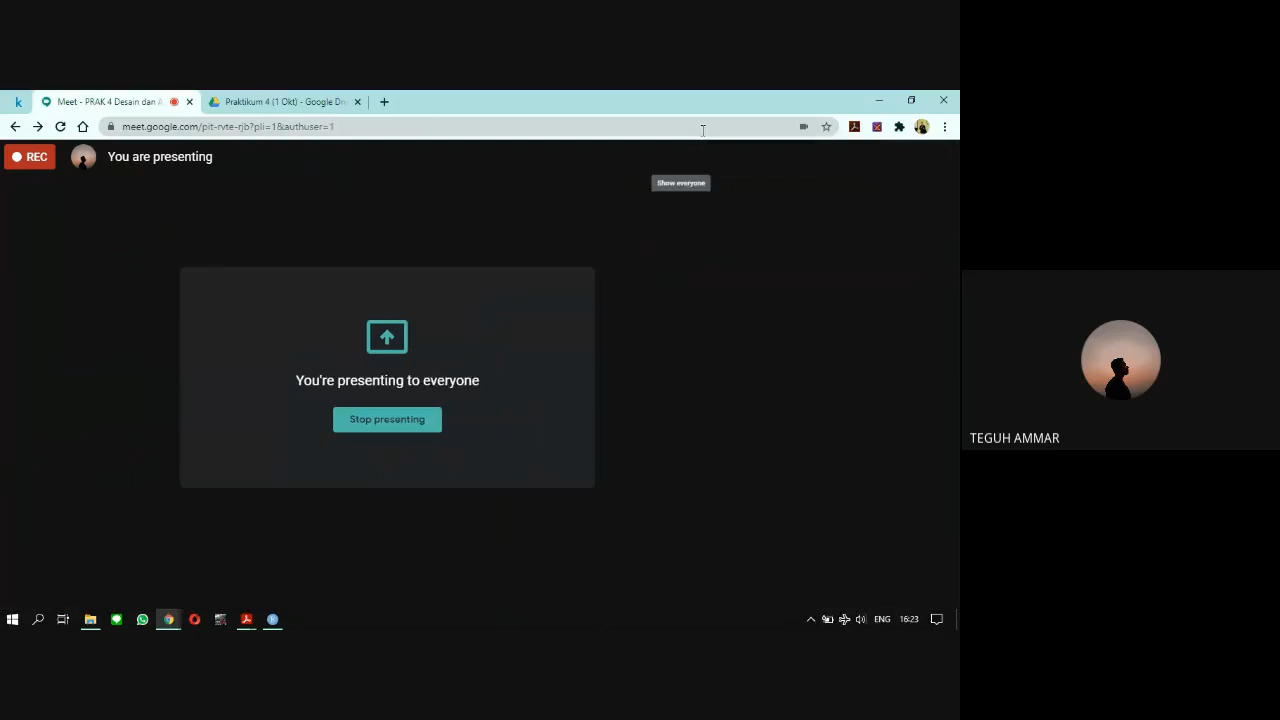 k
Meet - PRAK 4 Desain dan A
Praktikum 4 (1 Okt) - Google Dr
meet.google.com/pit-rvte-rjb?pli=1&authuser=1
REC
You are presenting
Show everyone
You're presenting to everyone
Stop presenting
TEGUH AMMAR
ENG
16:23